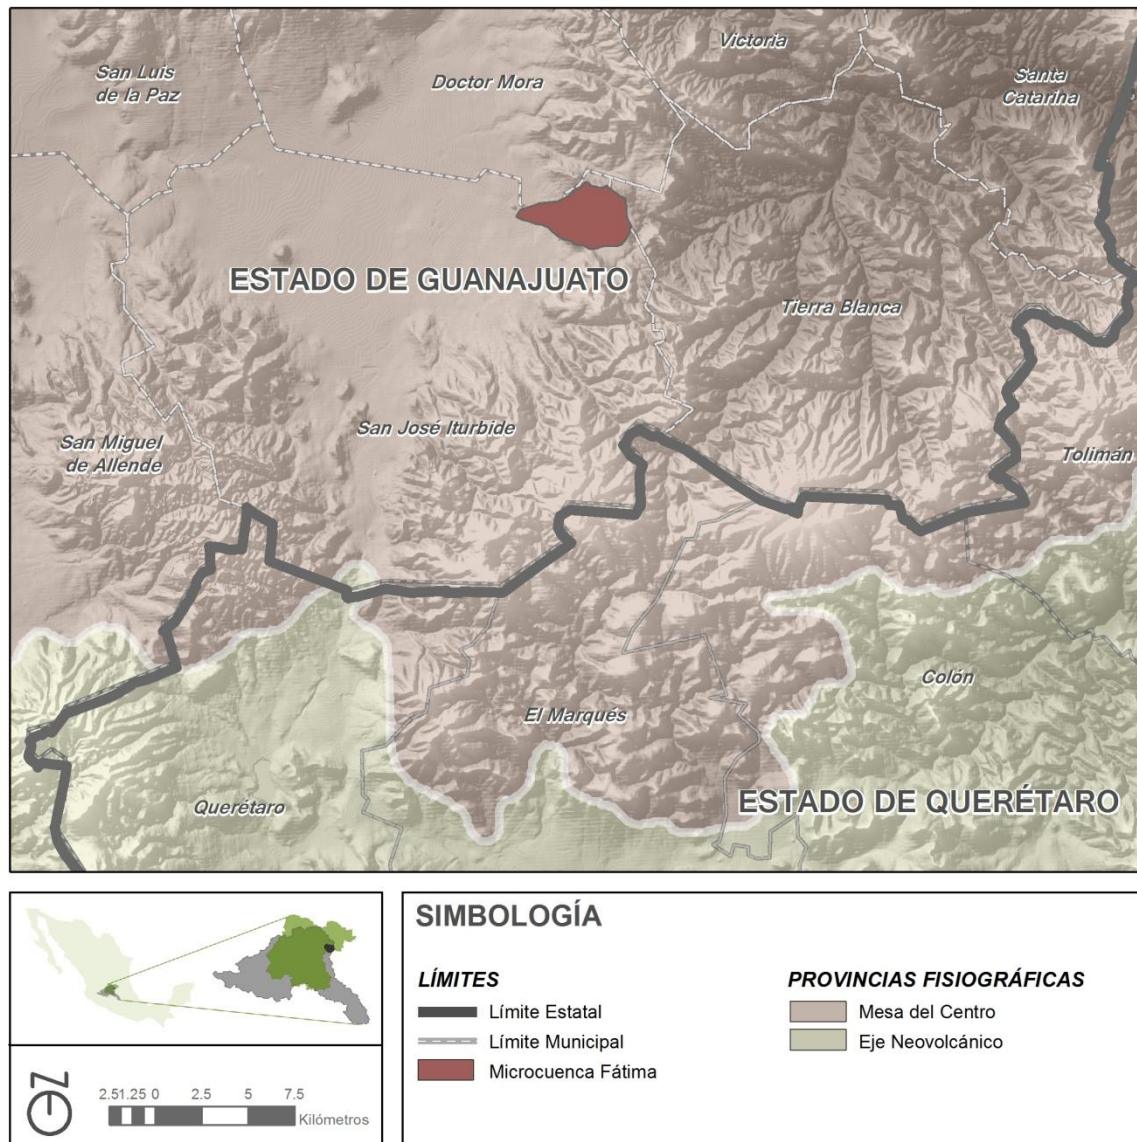 Victoria
San Luis
de la Paz
Doctor Mora
Santa
Catarina
ESTADO DE GUANAJUATO
Tierra Blanca
San José Iturbide
San Miguel
de Allende
Tolimán
Colón
El Marqués
Querétaro
ESTADO DE QUERÉTARO
SIMBOLOGÍA
LÍMITES
Límite Estatal
Límite Municipal
Microcuenca Fátima
PROVINCIAS FISIOGRÁFICAS
Mesa del Centro
Eje Neovolcánico
N
2.5 1.25 0 2.5 5 7.5
Kilómetros